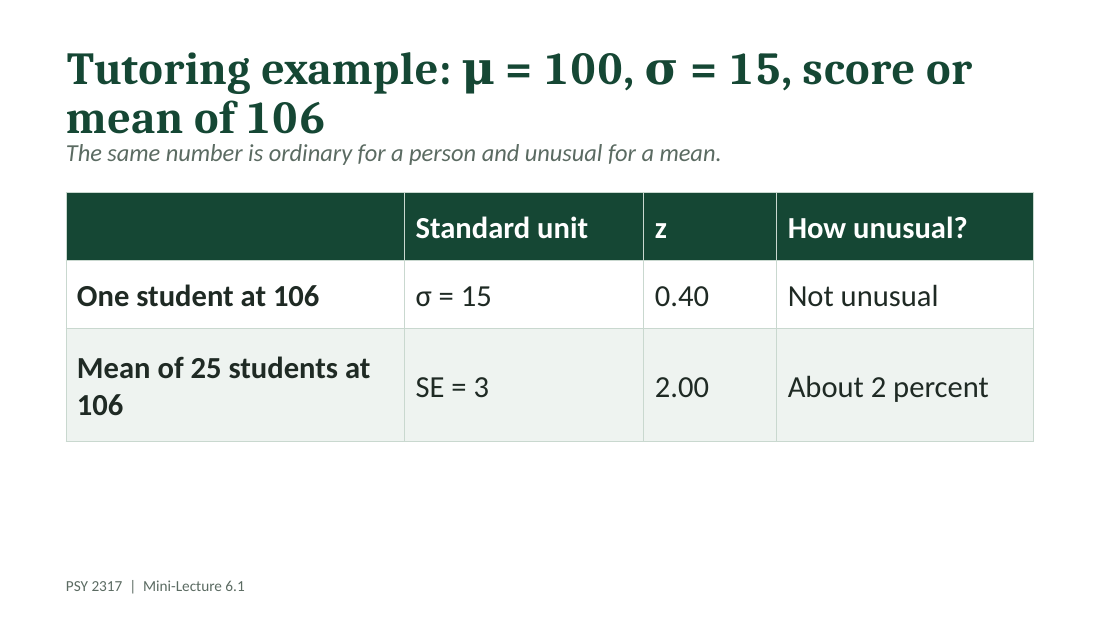 Tutoring example: μ = 100, σ = 15, score or
mean of 106
The same number is ordinary for a person and unusual for a mean.
Standard unit
z
How unusual?
One student at 106
σ = 15
0.40
Not unusual
Mean of 25 students at
106
SE = 3
2.00
About 2 percent
PSY 2317 | Mini-Lecture 6.1